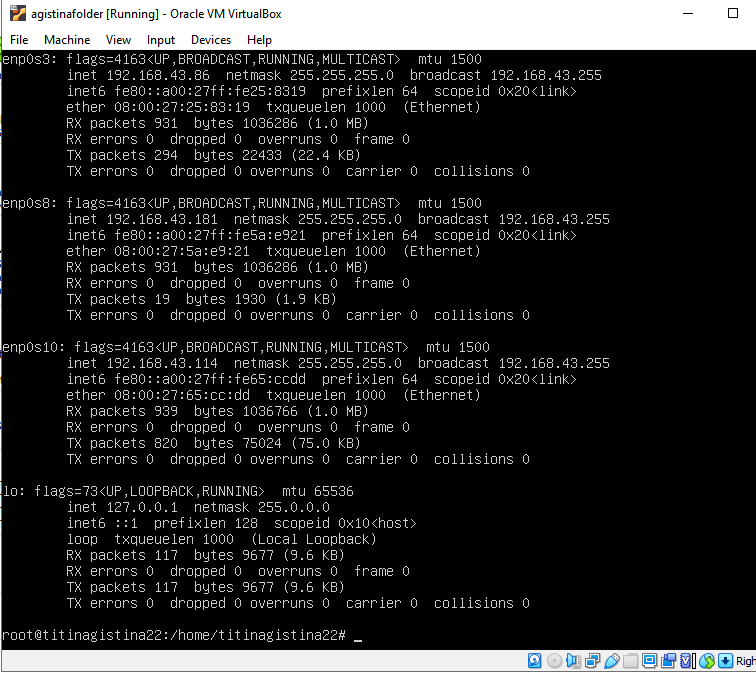 agistinafolder [Running] - Oracle VM VirtualBox
File Machine View Input Devices Help
enp0s3: flags=4163<UP,BROADCAST,RUNNING,MULTICAST>  mtu 1500
        inet 192.168.43.86  netmask 255.255.255.0  broadcast 192.168.43.255
        inet6 fe80::a00:27ff:fe25:8319  prefixlen 64  scopeid 0x20<link>
        ether 08:00:27:25:83:19  txqueuelen 1000  (Ethernet)
        RX packets 931  bytes 1036286 (1.0 MB)
        RX errors 0  dropped 0  overruns 0  frame 0
        TX packets 294  bytes 22433 (22.4 KB)
        TX errors 0  dropped 0 overruns 0  carrier 0  collisions 0

enp0s8: flags=4163<UP,BROADCAST,RUNNING,MULTICAST>  mtu 1500
        inet 192.168.43.181  netmask 255.255.255.0  broadcast 192.168.43.255
        inet6 fe80::a00:27ff:fe5a:e921  prefixlen 64  scopeid 0x20<link>
        ether 08:00:27:5a:e9:21  txqueuelen 1000  (Ethernet)
        RX packets 931  bytes 1036286 (1.0 MB)
        RX errors 0  dropped 0  overruns 0  frame 0
        TX packets 19  bytes 1930 (1.9 KB)
        TX errors 0  dropped 0 overruns 0  carrier 0  collisions 0

enp0s10: flags=4163<UP,BROADCAST,RUNNING,MULTICAST>  mtu 1500
        inet 192.168.43.114  netmask 255.255.255.0  broadcast 192.168.43.255
        inet6 fe80::a00:27ff:fe65:ccdd  prefixlen 64  scopeid 0x20<link>
        ether 08:00:27:65:cc:dd  txqueuelen 1000  (Ethernet)
        RX packets 939  bytes 1036766 (1.0 MB)
        RX errors 0  dropped 0  overruns 0  frame 0
        TX packets 820  bytes 75024 (75.0 KB)
        TX errors 0  dropped 0 overruns 0  carrier 0  collisions 0

lo: flags=73<UP,LOOPBACK,RUNNING>  mtu 65536
        inet 127.0.0.1  netmask 255.0.0.0
        inet6 ::1  prefixlen 128  scopeid 0x10<host>
        loop  txqueuelen 1000  (Local Loopback)
        RX packets 117  bytes 9677 (9.6 KB)
        RX errors 0  dropped 0  overruns 0  frame 0
        TX packets 117  bytes 9677 (9.6 KB)
        TX errors 0  dropped 0 overruns 0  carrier 0  collisions 0

root@titinagistina22:/home/titinagistina22# _
Righ